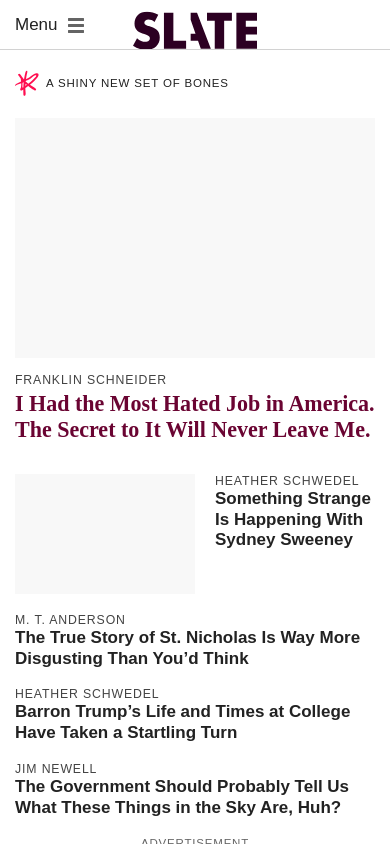 Menu
SLATE
A SHINY NEW SET OF BONES
FRANKLIN SCHNEIDER
I Had the Most Hated Job in America.
The Secret to It Will Never Leave Me.
HEATHER SCHWEDEL
Something Strange
Is Happening With
Sydney Sweeney
M. T. ANDERSON
The True Story of St. Nicholas Is Way More
Disgusting Than You’d Think
HEATHER SCHWEDEL
Barron Trump’s Life and Times at College
Have Taken a Startling Turn
JIM NEWELL
The Government Should Probably Tell Us
What These Things in the Sky Are, Huh?
ADVERTISEMENT